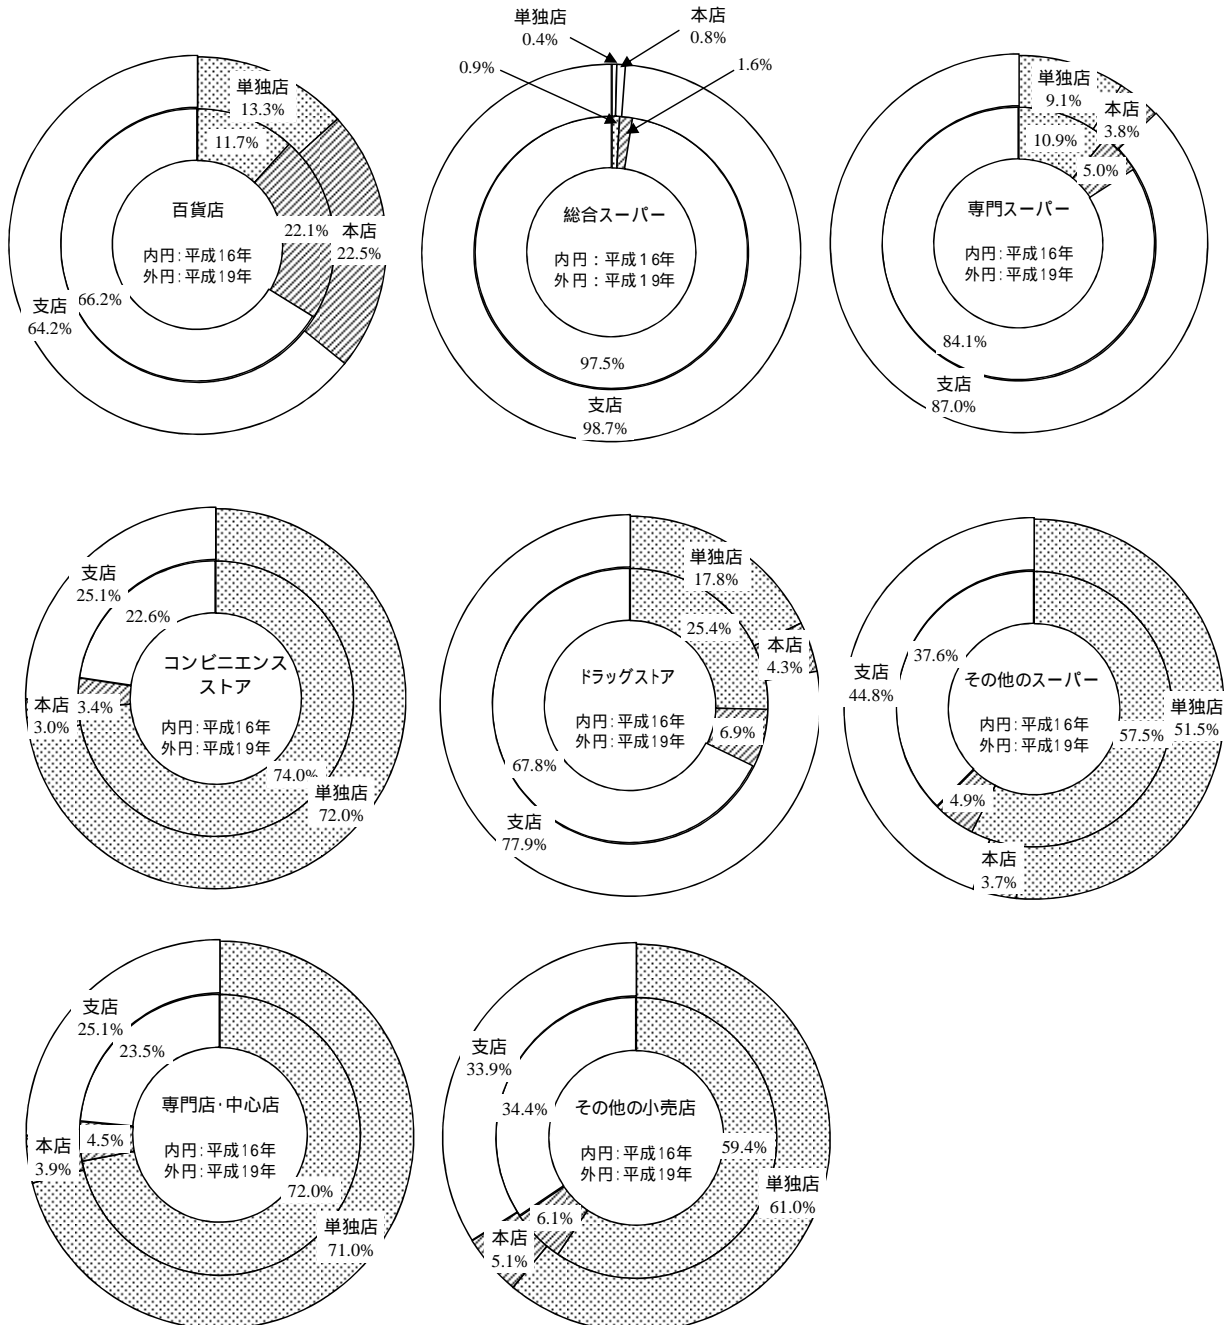 単独店
13.3%
11.7%
百貨店
内円：平成16年
外円：平成19年
22.1%
本店
22.5%
支店
64.2%
66.2%
単独店
0.4%
本店
0.8%
0.9%
1.6%
総合スーパー
内円：平成16年
外円：平成19年
97.5%
支店
98.7%
単独店
9.1%
本店
3.8%
10.9%
5.0%
専門スーパー
内円：平成16年
外円：平成19年
84.1%
支店
87.0%
支店
25.1%
22.6%
コンビニエンス
ストア
内円：平成16年
外円：平成19年
本店
3.0%
3.4%
74.0%
単独店
72.0%
単独店
17.8%
25.4%
本店
4.3%
ドラッグストア
内円：平成16年
外円：平成19年
6.9%
67.8%
支店
77.9%
37.6%
支店
44.8%
その他のスーパー
内円：平成16年
外円：平成19年
57.5%
単独店
51.5%
4.9%
本店
3.7%
支店
25.1%
23.5%
専門店・中心店
内円：平成16年
外円：平成19年
本店
3.9%
4.5%
72.0%
単独店
71.0%
支店
33.9%
34.4%
その他の小売店
内円：平成16年
外円：平成19年
59.4%
単独店
61.0%
6.1%
本店
5.1%